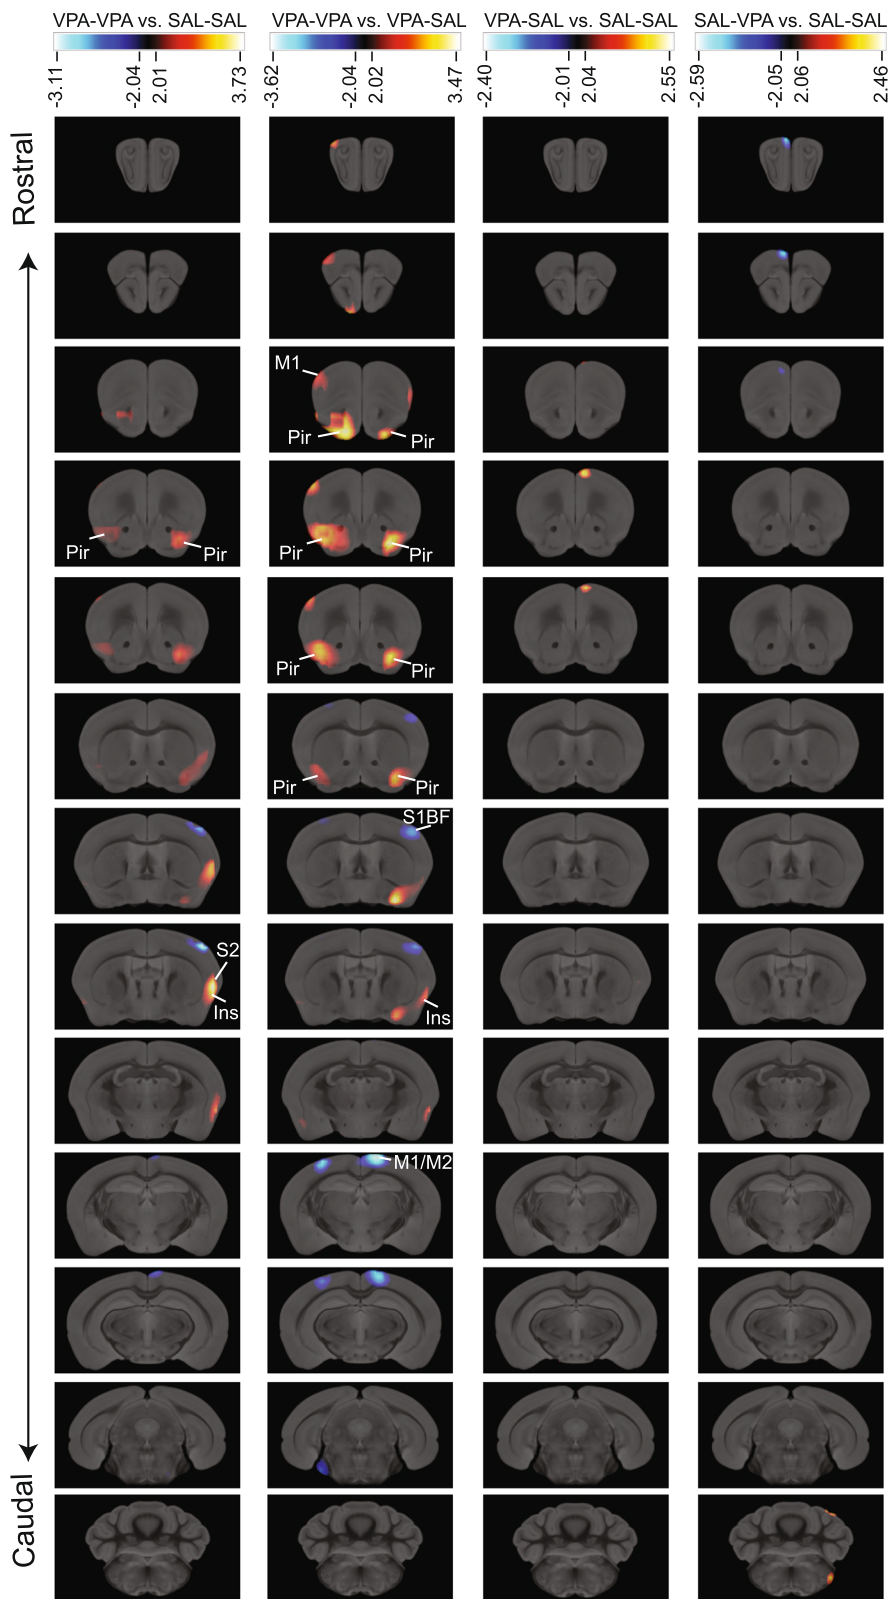 VPA-VPA vs. SAL-SAL
VPA-VPA vs. VPA-SAL
VPA-SAL vs. SAL-SAL
SAL-VPA vs. SAL-SAL
-3.11 -2.04 2.01 3.73
-3.62 -2.04 2.02 3.47
-2.40 -2.01 2.04 2.55
-2.59 -2.05 2.06 2.46
Rostral
M1
Pir Pir
Pir Pir
Pir Pir
Pir Pir
Pir Pir
S1BF
S2
Ins
Ins
M1/M2
Caudal